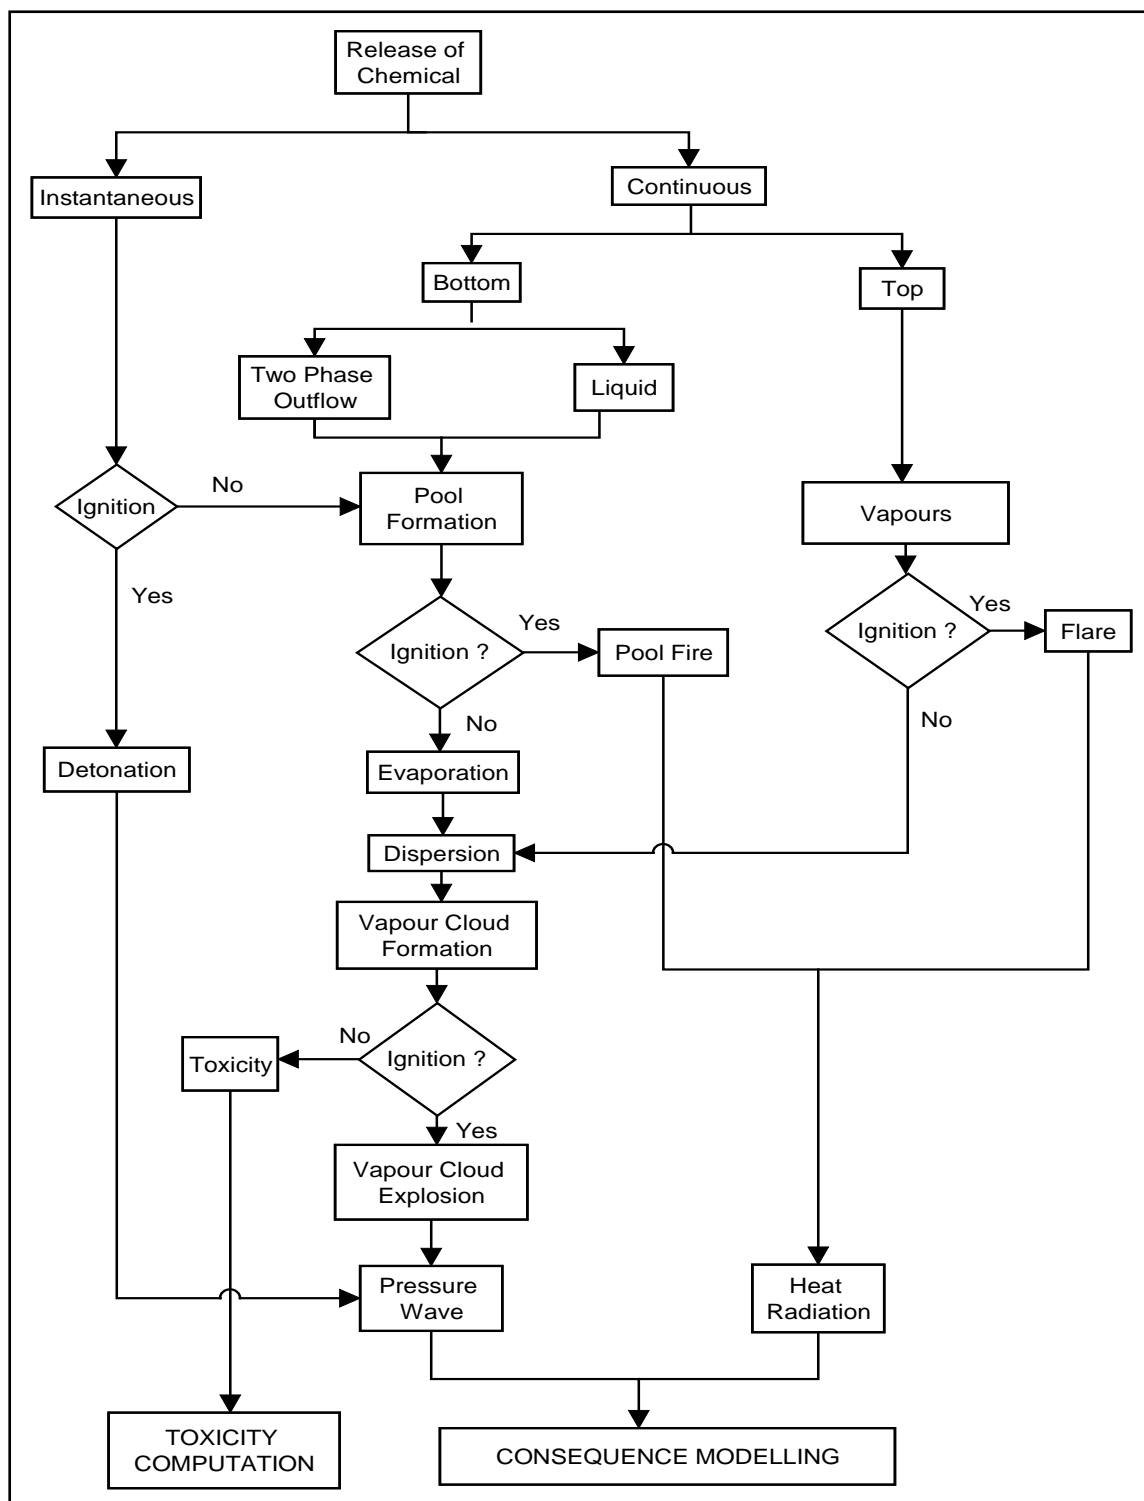 Release of
Chemical
Instantaneous
Continuous
Bottom
Top
Two Phase
Outflow
Liquid
Ignition
No
Yes
Pool
Formation
Vapours
Ignition ?
Yes
Pool Fire
No
Ignition ?
Yes
Flare
No
Detonation
Evaporation
Dispersion
Vapour Cloud
Formation
Ignition ?
No
Toxicity
Yes
Vapour Cloud
Explosion
Pressure
Wave
Heat
Radiation
TOXICITY
COMPUTATION
CONSEQUENCE MODELLING